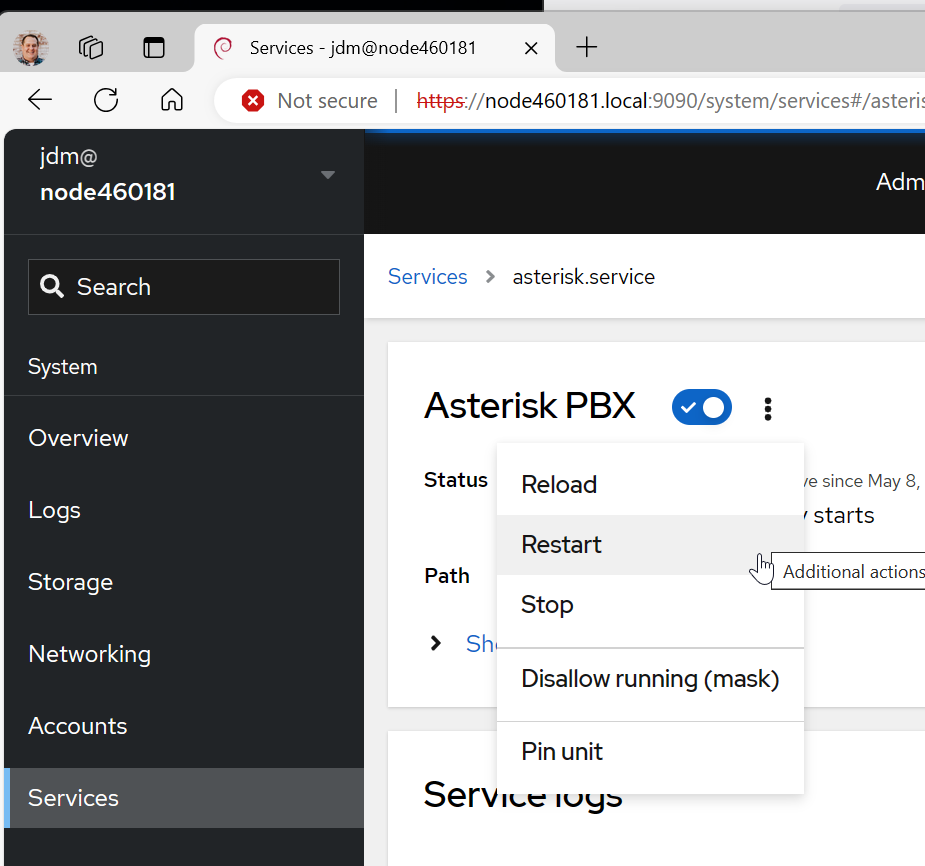 Services - jdm@node460181
Not secure | https://node460181.local:9090/system/services#/asteris
jdm@
node460181
Adm
Search
Services > asterisk.service
System
Asterisk PBX
Overview
Status
ve since May 8,
Reload
starts
Logs
Restart
Path
Additional actions
Storage
Stop
Sho
Networking
Disallow running (mask)
Accounts
Pin unit
Services
Service logs